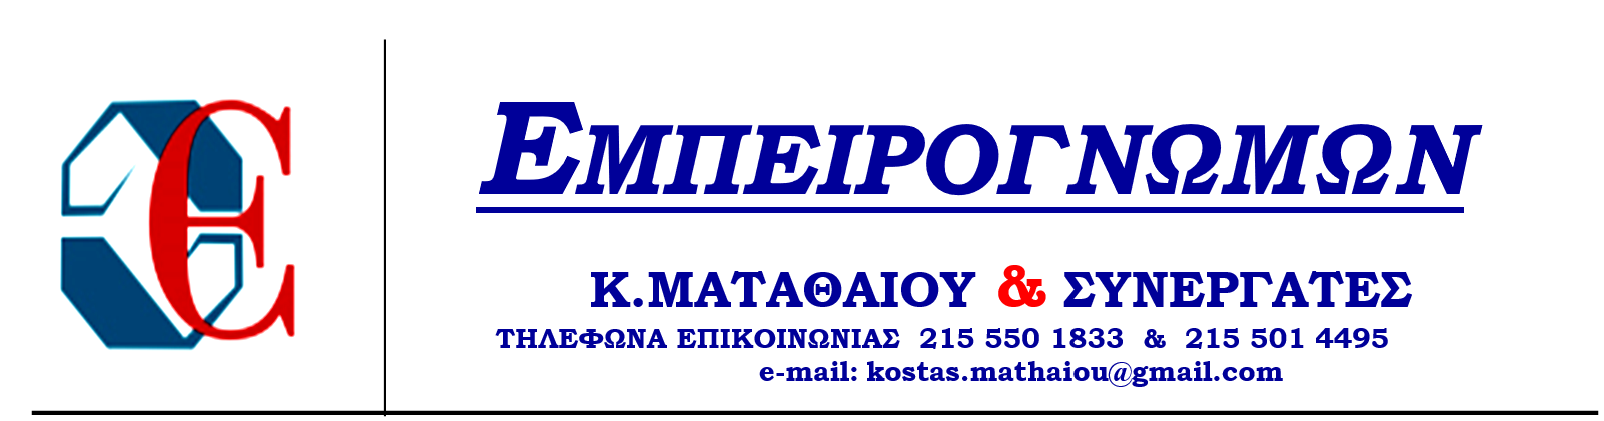 ΕΜΠΕΙΡΟΓΝΩΜΩΝ
Κ.ΜΑΤΑΘΑΙΟΥ & ΣΥΝΕΡΓΑΤΕΣ
ΤΗΛΕΦΩΝΑ ΕΠΙΚΟΙΝΩΝΙΑΣ 215 550 1833 & 215 501 4495
e-mail: kostas.mathaiou@gmail.com